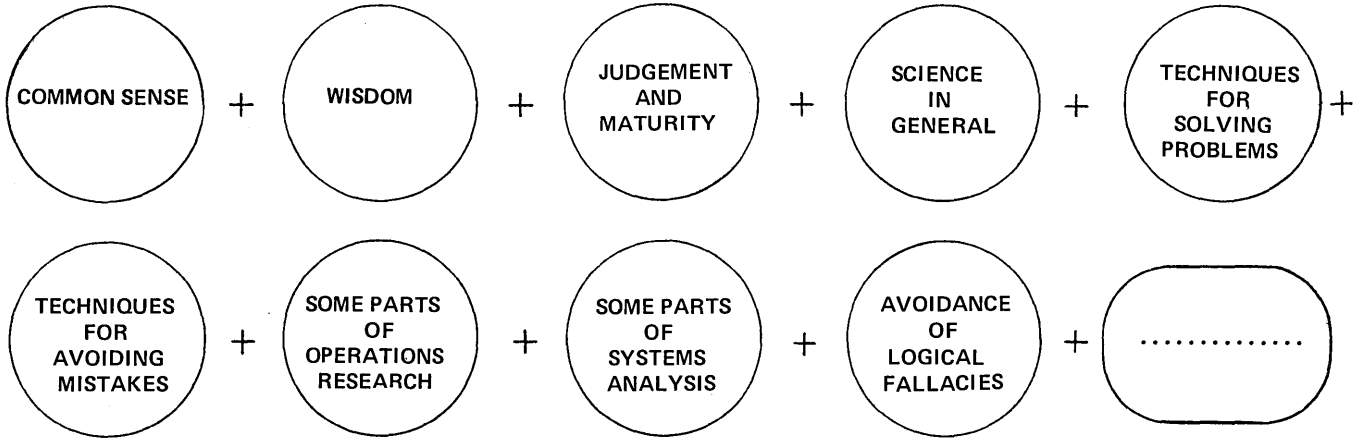 COMMON SENSE
+
WISDOM
+
JUDGEMENT
AND
MATURITY
+
SCIENCE
IN
GENERAL
+
TECHNIQUES
FOR
SOLVING
PROBLEMS
+
TECHNIQUES
FOR
AVOIDING
MISTAKES
+
SOME PARTS
OF
OPERATIONS
RESEARCH
+
SOME PARTS
OF
SYSTEMS
ANALYSIS
+
AVOIDANCE
OF
LOGICAL
FALLACIES
+
..............